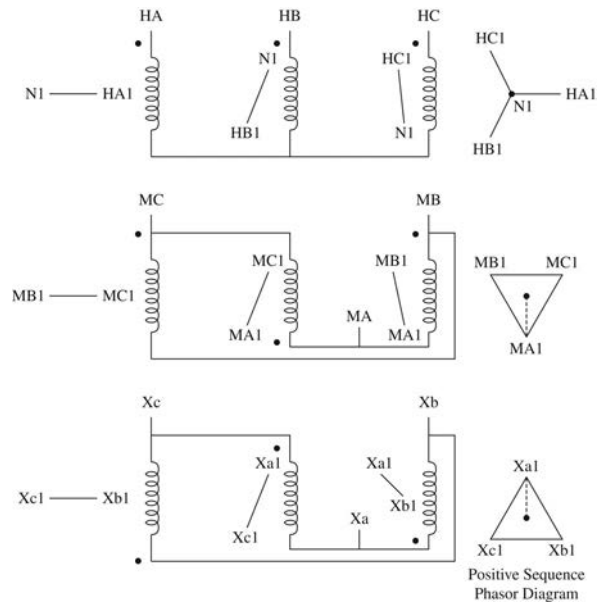 HA HB HC
N1 HC1 HC1
N1 HA1 N1 HA1
HB1 N1 HB1
MC MB
MC1 MB1 MB1 MC1
MB1 MC1 MA
MA1 MA1 MA1
Xc Xb
Xa1 Xa1 Xa1
Xc1 Xb1 Xb1
Xc1 Xa Xc1 Xb1
Positive Sequence
Phasor Diagram